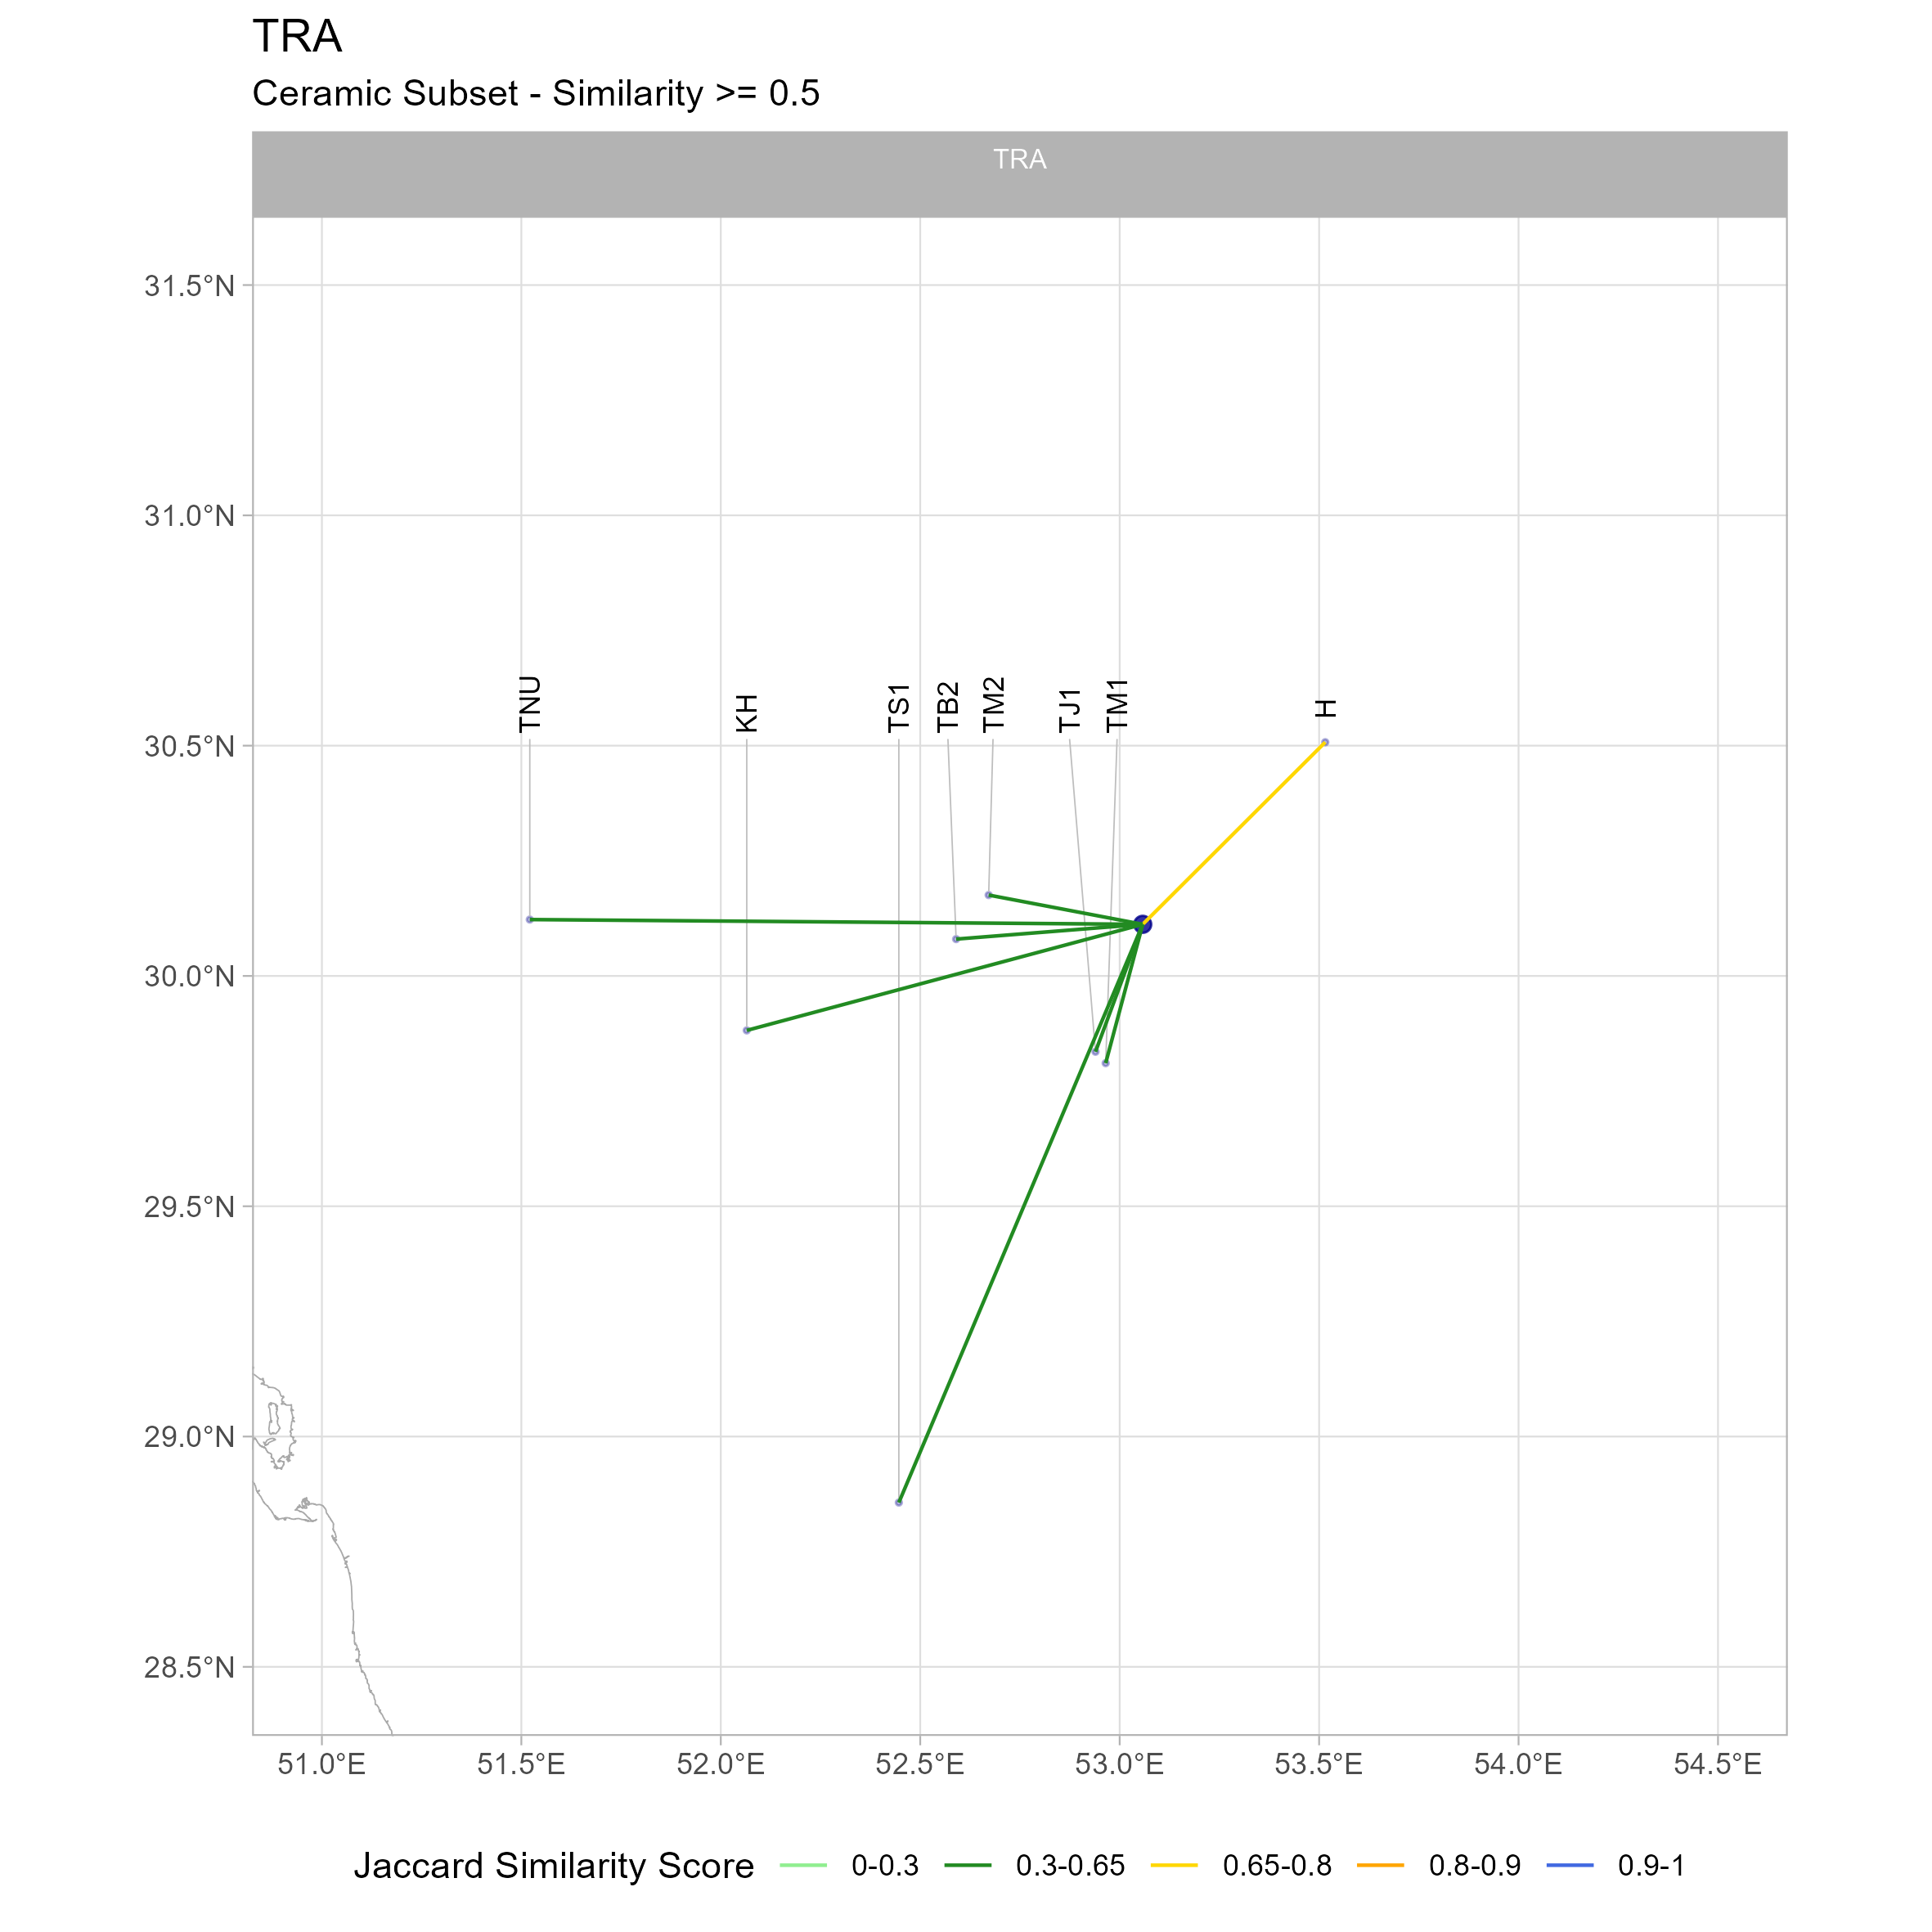 TRA
Ceramic Subset - Similarity >= 0.5
TRA
31.5°N
31.0°N
30.5°N
30.0°N
29.5°N
29.0°N
28.5°N
TNU
KH
TS1
TB2
TM2
TJ1
TM1
H
51.0°E 51.5°E 52.0°E 52.5°E 53.0°E 53.5°E 54.0°E 54.5°E
Jaccard Similarity Score 0-0.3 0.3-0.65 0.65-0.8 0.8-0.9 0.9-1